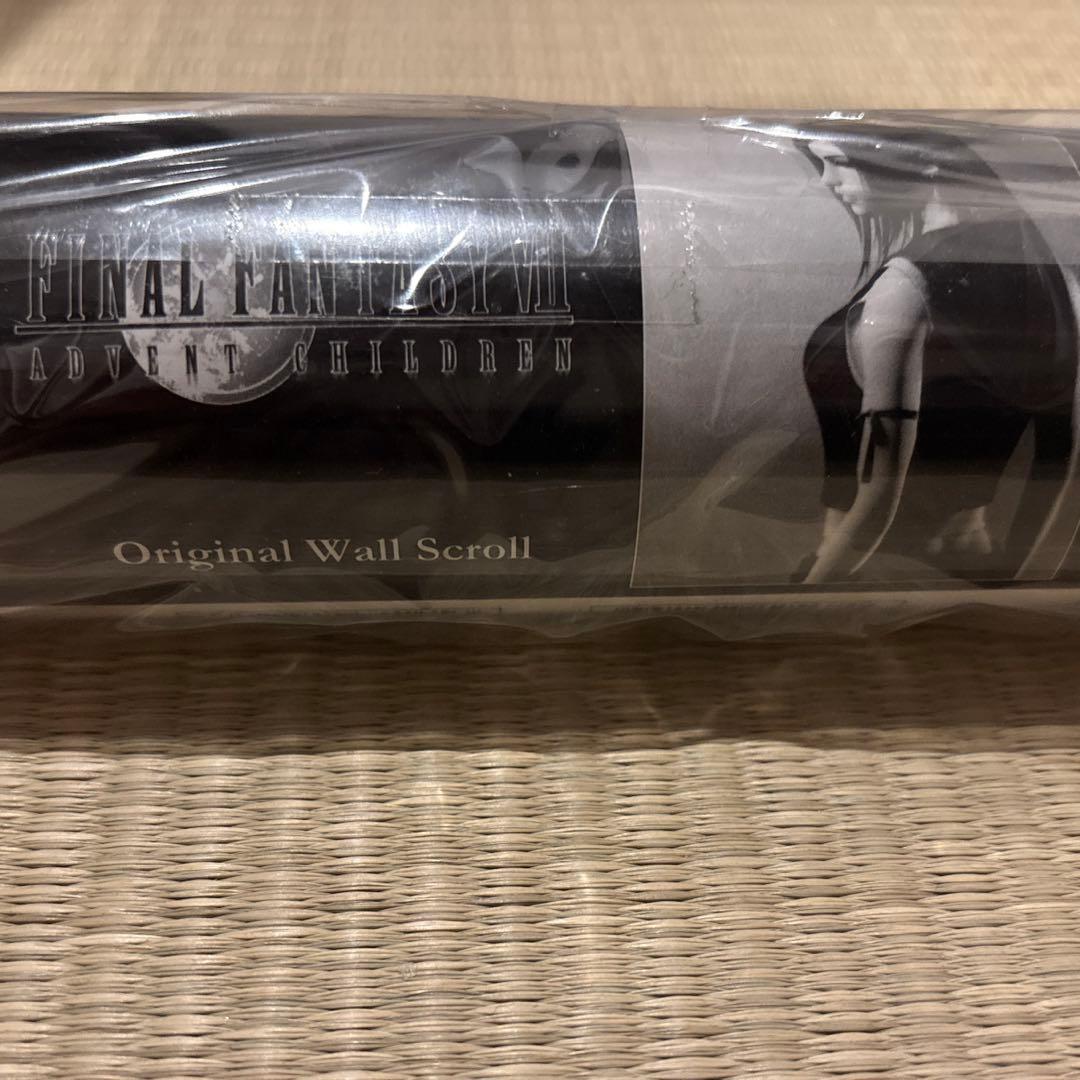 FINAL FANTASY VII
ADVENT CHILDREN
Original Wall Scroll